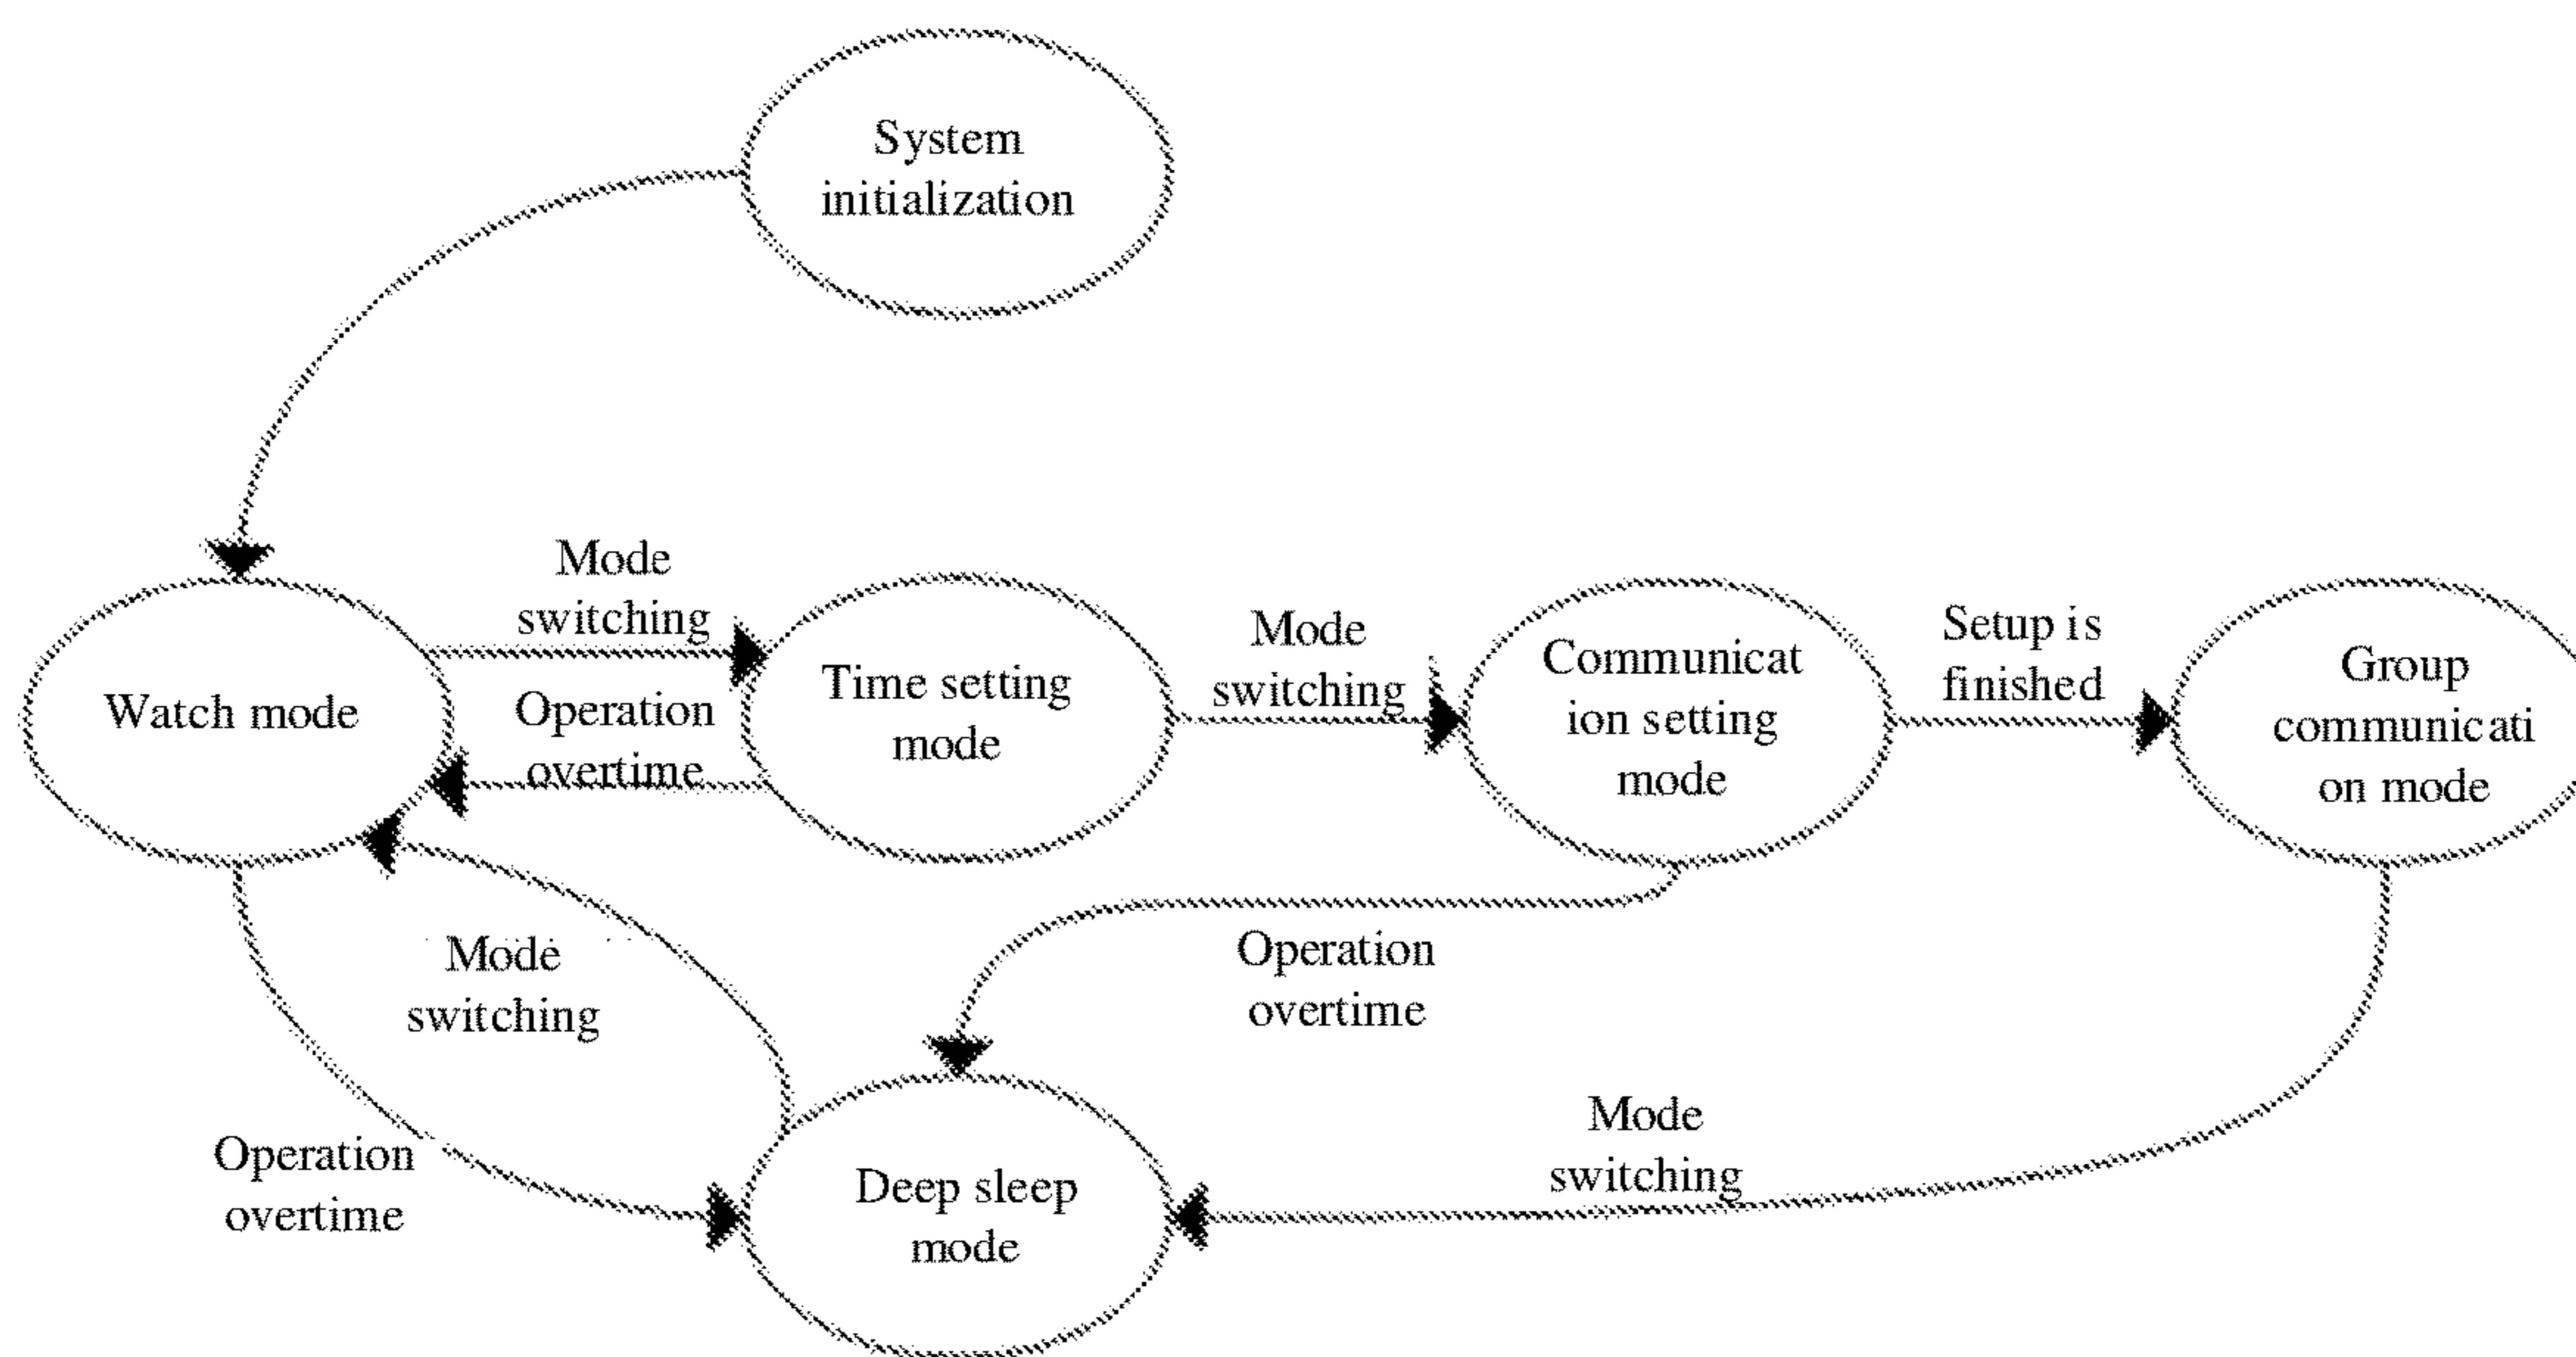 System
initialization
Mode
switching
Operation
overtime
Watch mode
Time setting
mode
Mode
switching
Communicat
ion setting
mode
Setup is
finished
Group
communicati
on mode
Mode
switching
Operation
overtime
Operation
overtime
Mode
switching
Deep sleep
mode